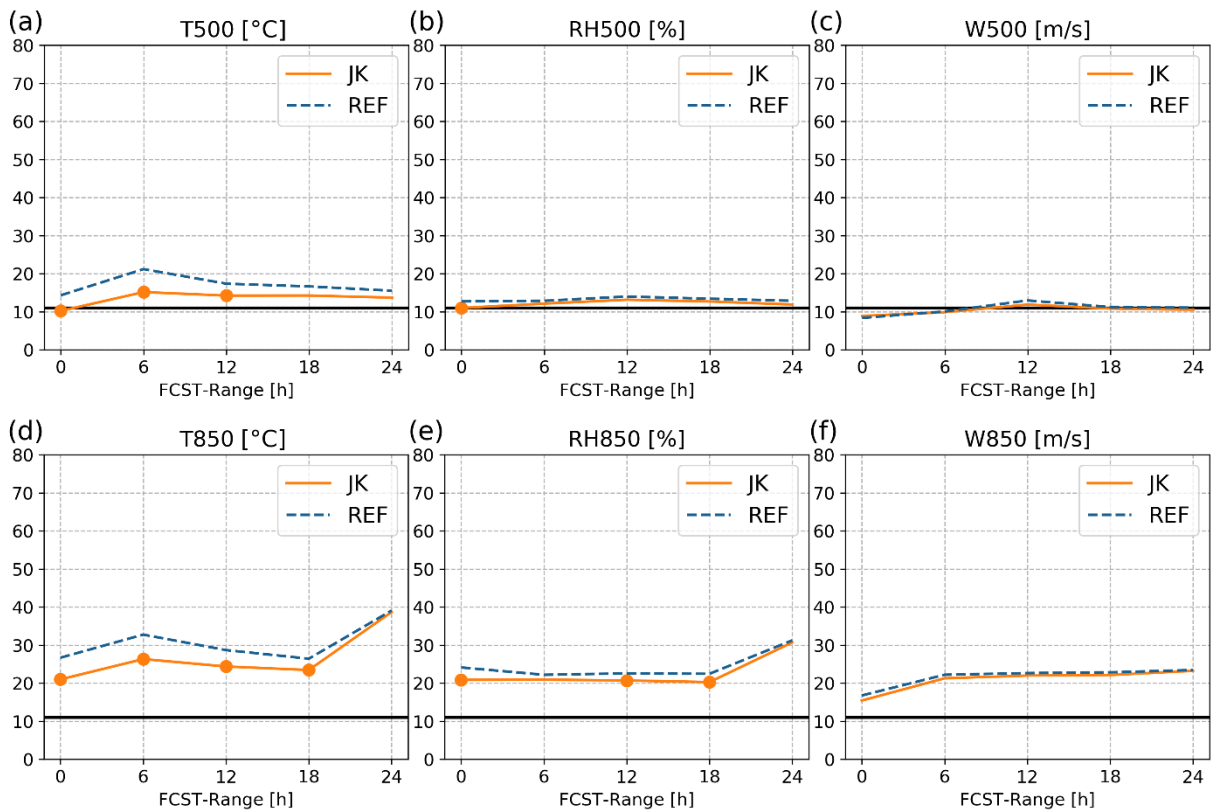 (a) T500 [°C]
80
70
60
50
40
30
20
10
0
JK
REF
0 6 12 18 24
FCST-Range [h]
(b) RH500 [%]
80
70
60
50
40
30
20
10
0
JK
REF
0 6 12 18 24
FCST-Range [h]
(c) W500 [m/s]
80
70
60
50
40
30
20
10
0
JK
REF
0 6 12 18 24
FCST-Range [h]
(d) T850 [°C]
80
70
60
50
40
30
20
10
0
JK
REF
0 6 12 18 24
FCST-Range [h]
(e) RH850 [%]
80
70
60
50
40
30
20
10
0
JK
REF
0 6 12 18 24
FCST-Range [h]
(f) W850 [m/s]
80
70
60
50
40
30
20
10
0
JK
REF
0 6 12 18 24
FCST-Range [h]